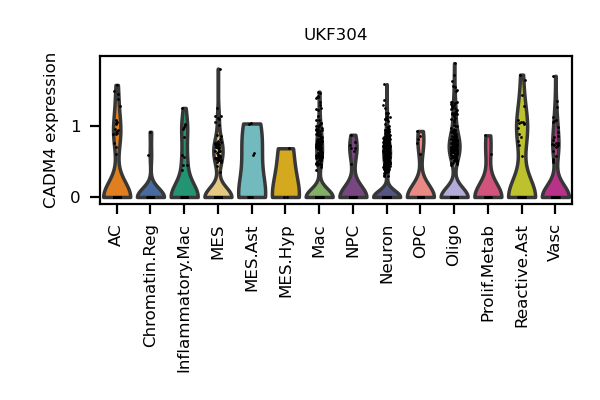 UKF304
CADM4 expression
1
0
AC
Chromatin.Reg
Inflammatory.Mac
MES
MES.Ast
MES.Hyp
Mac
NPC
Neuron
OPC
Oligo
Prolif.Metab
Reactive.Ast
Vasc